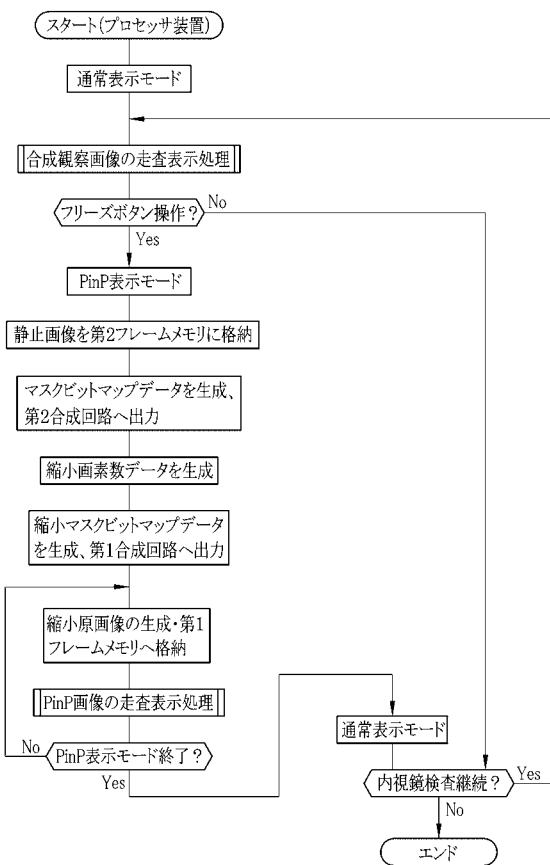 スタート(プロセッサ装置)
通常表示モード
合成観察画像の走査表示処理
フリーズボタン操作？
No
Yes
PinP表示モード
静止画像を第2フレームメモリに格納
マスクビットマップデータを生成、
第2合成回路へ出力
縮小画素数データを生成
縮小マスクビットマップデータ
を生成、第1合成回路へ出力
縮小原画像の生成・第1
フレームメモリへ格納
PinP画像の走査表示処理
No
PinP表示モード終了？
Yes
通常表示モード
内視鏡検査継続？
Yes
No
エンド